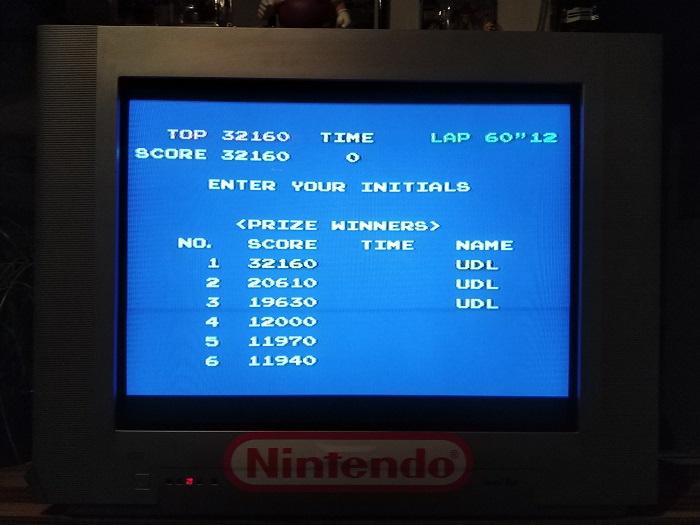 TOP 32160 TIME LAP 60"12
SCORE 32160 0
ENTER YOUR INITIALS
<PRIZE WINNERS>
NO. SCORE TIME NAME
1 32160 UDL
2 20610 UDL
3 19630 UDL
4 12000
5 11970
6 11940
Nintendo®